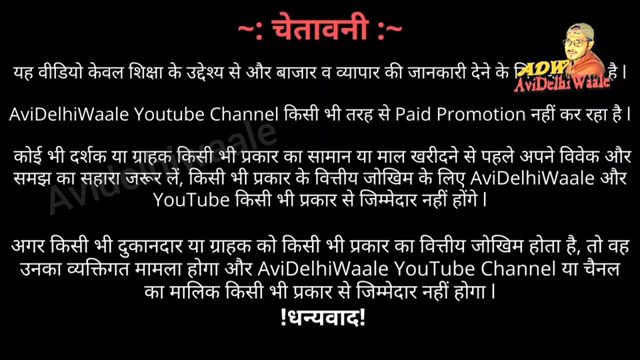 ~: चेतावनी :~
ADW
AviDelhiWaale
यह वीडियो केवल शिक्षा के उद्देश्य से और बाजार व व्यापार की जानकारी देने के है l
AviDelhiWaale Youtube Channel किसी भी तरह से Paid Promotion नहीं कर रहा है l
कोई भी दर्शक या ग्राहक किसी भी प्रकार का सामान या माल खरीदने से पहले अपने विवेक और
समझ का सहारा जरूर लें, किसी भी प्रकार के वित्तीय जोखिम के लिए AviDelhiWaale और
YouTube किसी भी प्रकार से जिम्मेदार नहीं होंगे l
अगर किसी भी दुकानदार या ग्राहक को किसी भी प्रकार का वित्तीय जोखिम होता है, तो वह
उनका व्यक्तिगत मामला होगा और AviDelhiWaale YouTube Channel या चैनल
का मालिक किसी भी प्रकार से जिम्मेदार नहीं होगा l
!धन्यवाद!
Avidelhiwaale